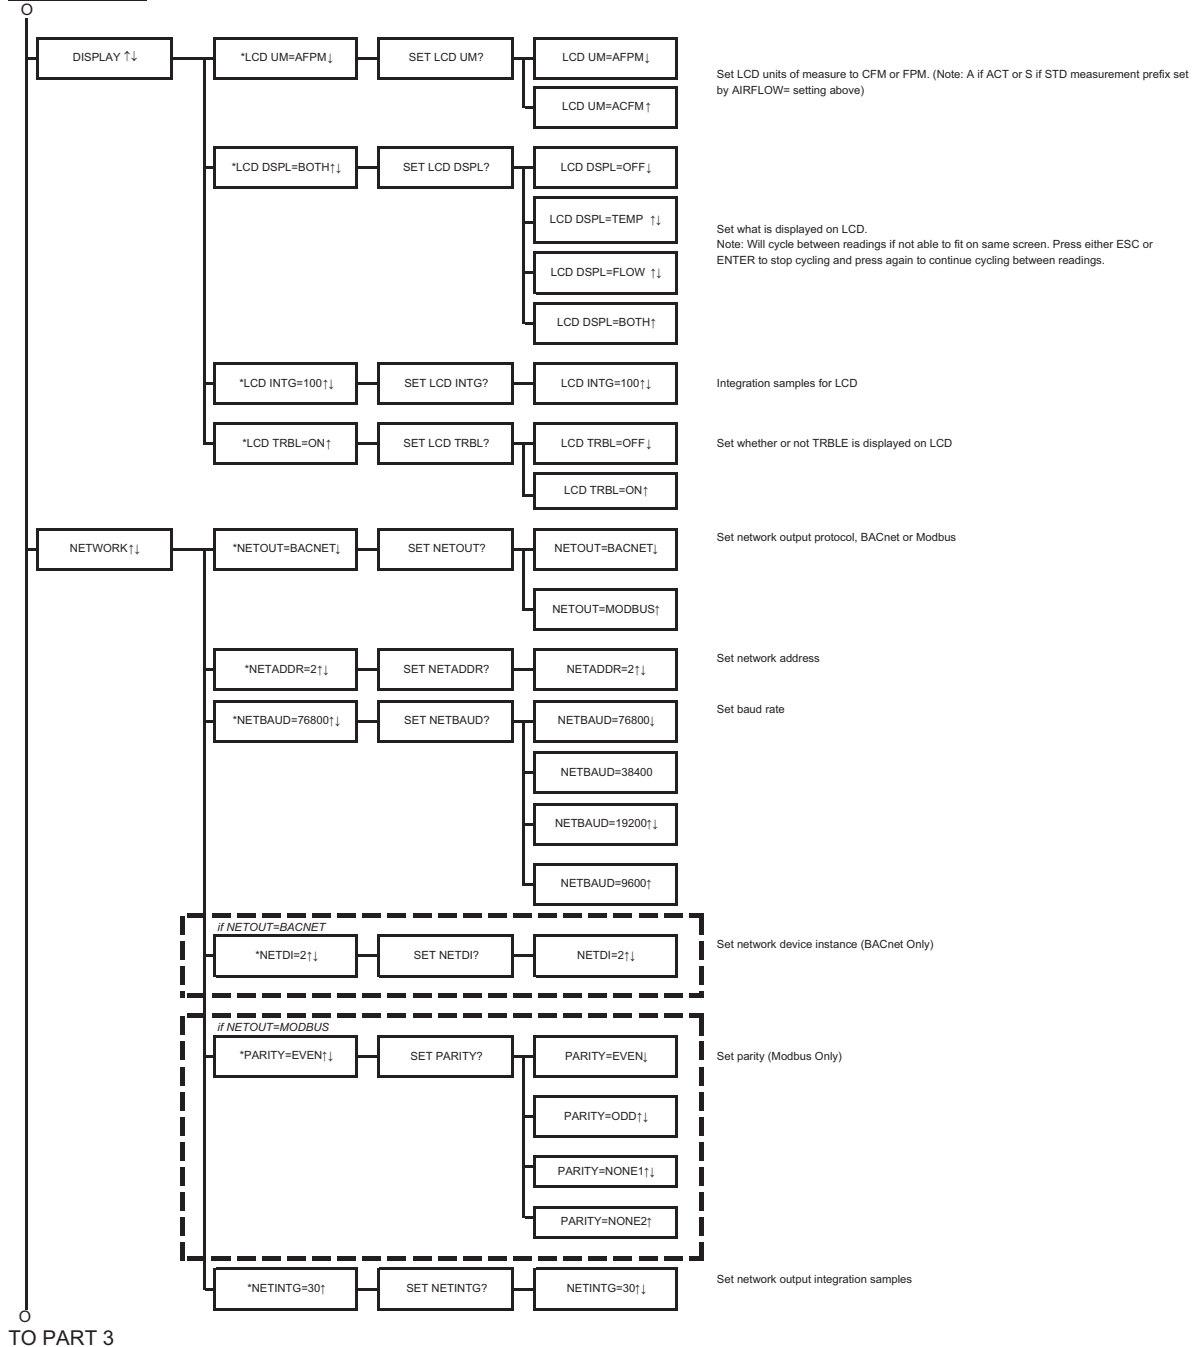 O
DISPLAY ↑↓
*LCD UM=AFPM↓
SET LCD UM?
LCD UM=AFPM↓
LCD UM=ACFM↑
Set LCD units of measure to CFM or FPM. (Note: A if ACT or S if STD measurement prefix set
by AIRFLOW= setting above)
*LCD DSPL=BOTH↑↓
SET LCD DSPL?
LCD DSPL=OFF↓
LCD DSPL=TEMP ↑↓
LCD DSPL=FLOW ↑↓
LCD DSPL=BOTH↑
Set what is displayed on LCD.
Note: Will cycle between readings if not able to fit on same screen. Press either ESC or
ENTER to stop cycling and press again to continue cycling between readings.
*LCD INTG=100↑↓
SET LCD INTG?
LCD INTG=100↑↓
Integration samples for LCD
*LCD TRBL=ON↑
SET LCD TRBL?
LCD TRBL=OFF↓
LCD TRBL=ON↑
Set whether or not TRBLE is displayed on LCD
NETWORK↑↓
*NETOUT=BACNET↓
SET NETOUT?
NETOUT=BACNET↓
NETOUT=MODBUS↑
Set network output protocol, BACnet or Modbus
*NETADDR=2↑↓
SET NETADDR?
NETADDR=2↑↓
Set network address
*NETBAUD=76800↑↓
SET NETBAUD?
NETBAUD=76800↓
NETBAUD=38400
NETBAUD=19200↑↓
NETBAUD=9600↑
Set baud rate
if NETOUT=BACNET
*NETDI=2↑↓
SET NETDI?
NETDI=2↑↓
Set network device instance (BACnet Only)
if NETOUT=MODBUS
*PARITY=EVEN↑↓
SET PARITY?
PARITY=EVEN↓
PARITY=ODD↑↓
PARITY=NONE1↑↓
PARITY=NONE2↑
Set parity (Modbus Only)
*NETINTG=30↑
SET NETINTG?
NETINTG=30↑↓
Set network output integration samples
O
TO PART 3